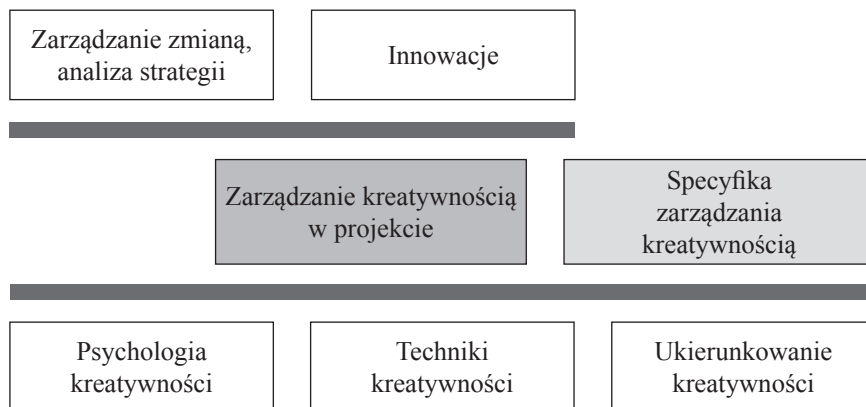 Zarządzanie zmianą,
analiza strategii
Innowacje
Zarządzanie kreatywnością
w projekcie
Specyfika
zarządzania
kreatywnością
Psychologia
kreatywności
Techniki
kreatywności
Ukierunkowanie
kreatywności